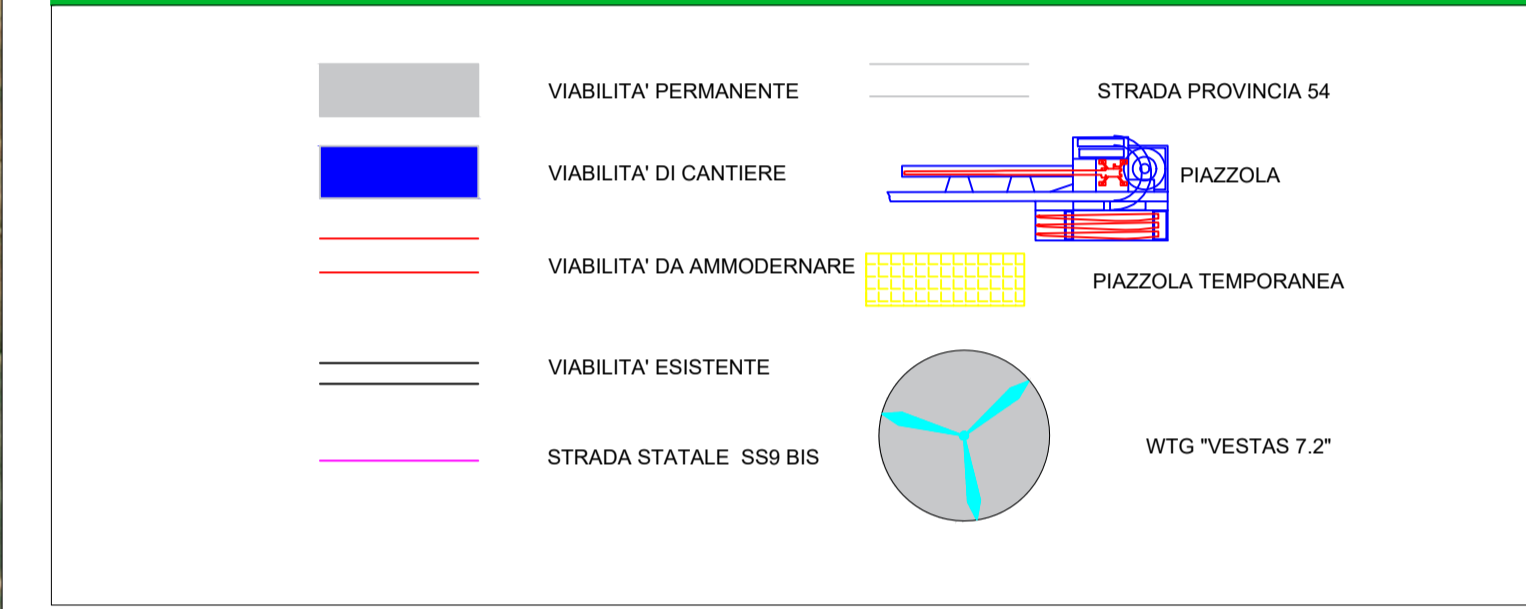 VIABILITA' PERMANENTE
VIABILITA' DI CANTIERE
VIABILITA' DA AMMODERNARE
VIABILITA' ESISTENTE
STRADA STATALE SS9 BIS
STRADA PROVINCIA 54
PIAZZOLA
PIAZZOLA TEMPORANEA
WTG "VESTAS 7.2"